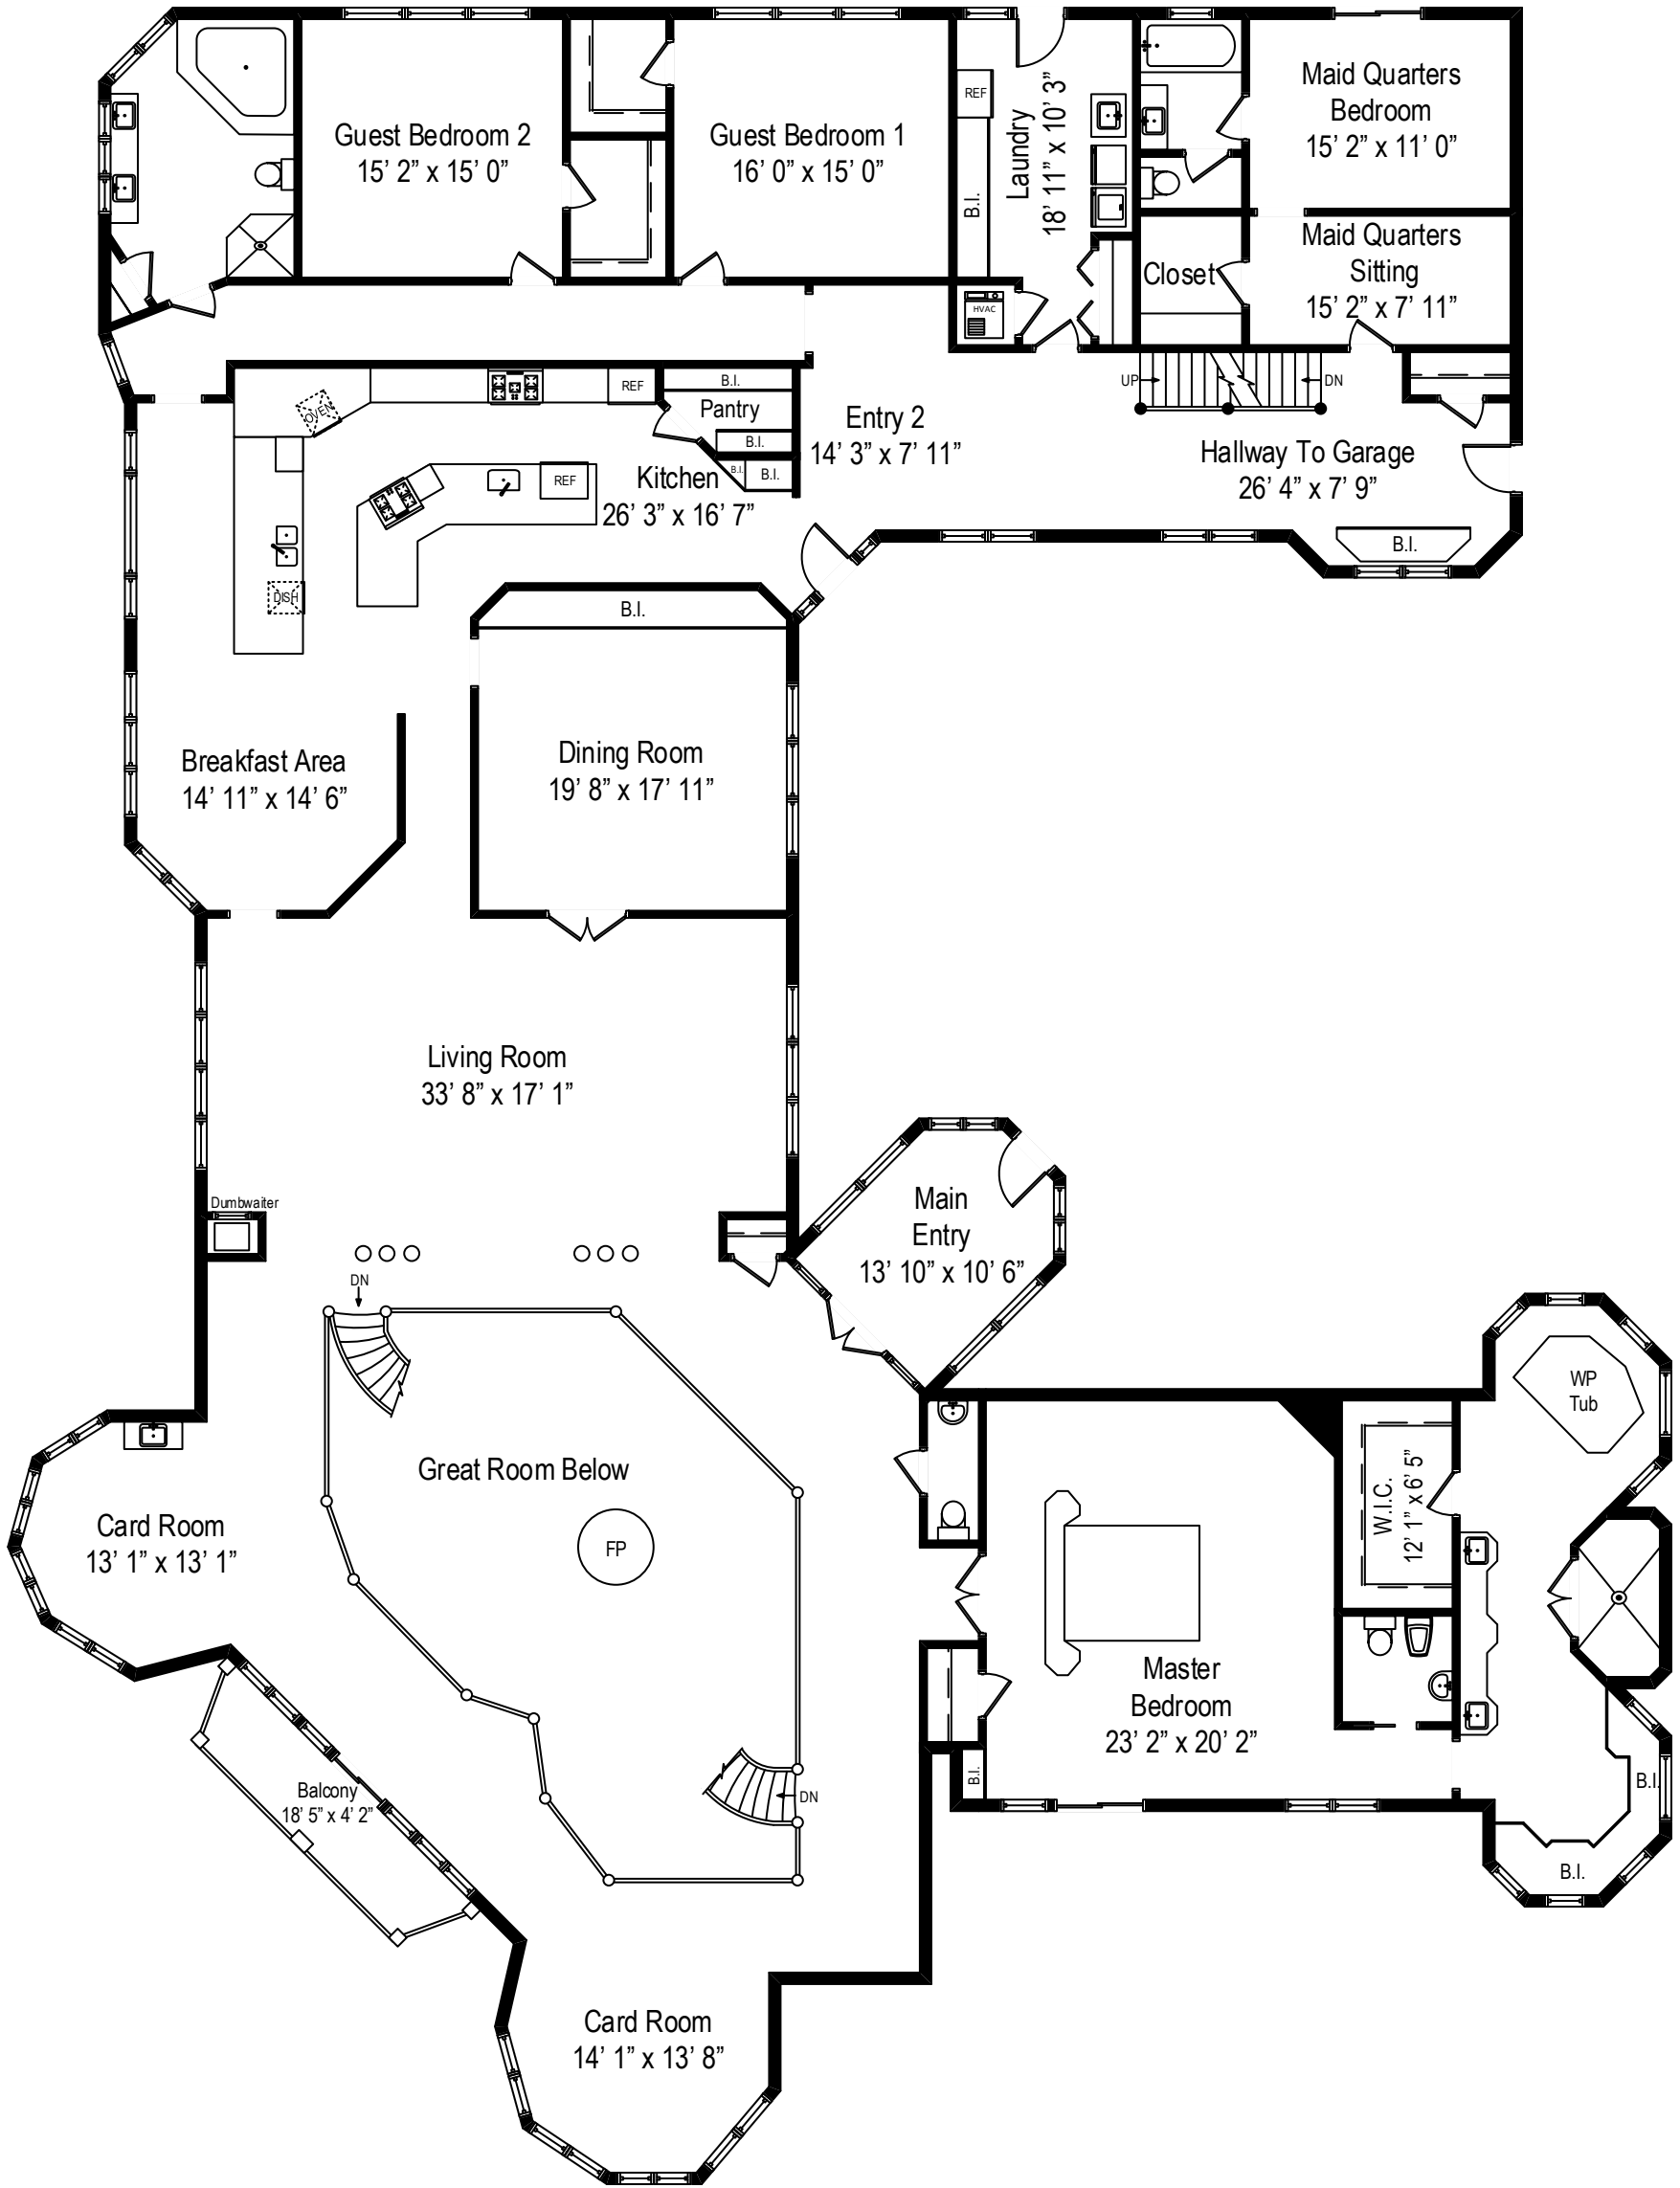 Guest Bedroom 2
15’ 2” x 15’ 0”
Guest Bedroom 1
16’ 0” x 15’ 0”
REF
B.I.
Laundry
18’ 11” x 10’ 3”
Maid Quarters
Bedroom
15’ 2” x 11’ 0”
Maid Quarters
Sitting
15’ 2” x 7’ 11”
Closet
HVAC
UP
DN
OVEN
REF
B.I.
Pantry
B.I.
B.I.
B.I.
Entry 2
14’ 3” x 7’ 11”
Hallway To Garage
26’ 4” x 7’ 9”
B.I.
REF
Kitchen
26’ 3” x 16’ 7”
DISH
B.I.
Breakfast Area
14’ 11” x 14’ 6”
Dining Room
19’ 8” x 17’ 11”
Living Room
33’ 8” x 17’ 1”
Dumbwaiter
Main
Entry
13’ 10” x 10’ 6”
DN
WP
Tub
Great Room Below
FP
Card Room
13’ 1” x 13’ 1”
W.I.C.
12’ 1” x 6’ 5”
Master
Bedroom
23’ 2” x 20’ 2”
Balcony
18’ 5” x 4’ 2”
DN
B.I.
B.I.
B.I.
Card Room
14’ 1” x 13’ 8”